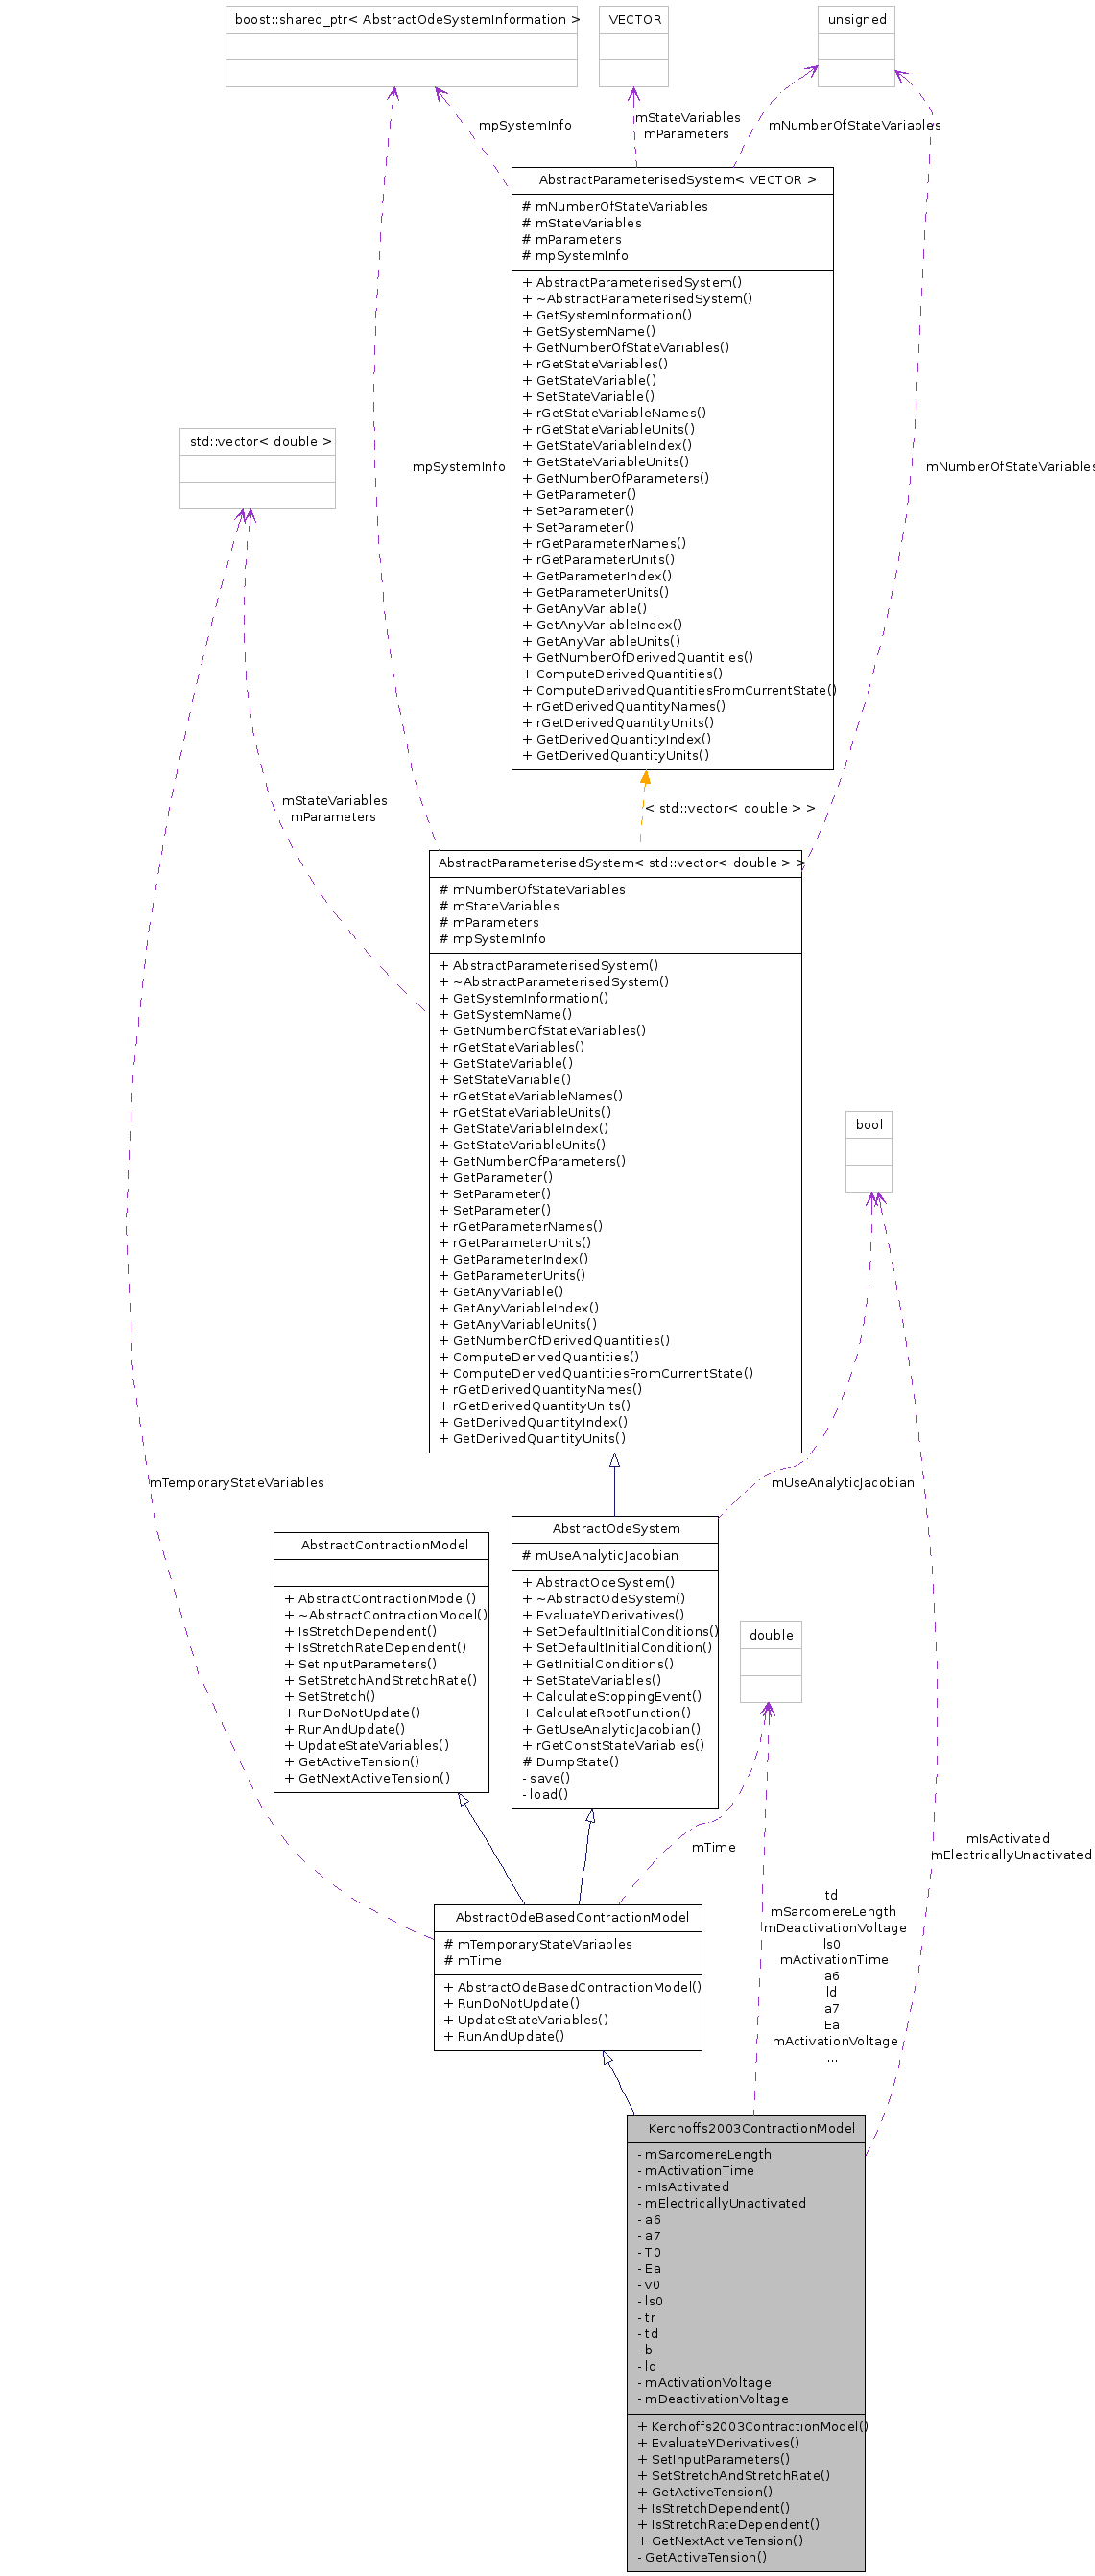 boost::shared_ptr< AbstractOdeSystemInformation >
VECTOR
unsigned
mpSystemInfo
mStateVariables
mParameters
mNumberOfStateVariables
AbstractParameterisedSystem< VECTOR >
# mNumberOfStateVariables
# mStateVariables
# mParameters
# mpSystemInfo
+ AbstractParameterisedSystem()
+ ~AbstractParameterisedSystem()
+ GetSystemInformation()
+ GetSystemName()
+ GetNumberOfStateVariables()
+ rGetStateVariables()
+ GetStateVariable()
+ SetStateVariable()
+ rGetStateVariableNames()
+ rGetStateVariableUnits()
+ GetStateVariableIndex()
+ GetStateVariableUnits()
+ GetNumberOfParameters()
+ GetParameter()
+ SetParameter()
+ SetParameter()
+ rGetParameterNames()
+ rGetParameterUnits()
+ GetParameterIndex()
+ GetParameterUnits()
+ GetAnyVariable()
+ GetAnyVariableIndex()
+ GetAnyVariableUnits()
+ GetNumberOfDerivedQuantities()
+ ComputeDerivedQuantities()
+ ComputeDerivedQuantitiesFromCurrentState()
+ rGetDerivedQuantityNames()
+ rGetDerivedQuantityUnits()
+ GetDerivedQuantityIndex()
+ GetDerivedQuantityUnits()
std::vector< double >
mpSystemInfo
mNumberOfStateVariables
mStateVariables
mParameters
< std::vector< double > >
AbstractParameterisedSystem< std::vector< double > >
# mNumberOfStateVariables
# mStateVariables
# mParameters
# mpSystemInfo
+ AbstractParameterisedSystem()
+ ~AbstractParameterisedSystem()
+ GetSystemInformation()
+ GetSystemName()
+ GetNumberOfStateVariables()
+ rGetStateVariables()
+ GetStateVariable()
+ SetStateVariable()
+ rGetStateVariableNames()
+ rGetStateVariableUnits()
+ GetStateVariableIndex()
+ GetStateVariableUnits()
+ GetNumberOfParameters()
+ GetParameter()
+ SetParameter()
+ SetParameter()
+ rGetParameterNames()
+ rGetParameterUnits()
+ GetParameterIndex()
+ GetParameterUnits()
+ GetAnyVariable()
+ GetAnyVariableIndex()
+ GetAnyVariableUnits()
+ GetNumberOfDerivedQuantities()
+ ComputeDerivedQuantities()
+ ComputeDerivedQuantitiesFromCurrentState()
+ rGetDerivedQuantityNames()
+ rGetDerivedQuantityUnits()
+ GetDerivedQuantityIndex()
+ GetDerivedQuantityUnits()
bool
mTemporaryStateVariables
mUseAnalyticJacobian
AbstractContractionModel
+ AbstractContractionModel()
+ ~AbstractContractionModel()
+ IsStretchDependent()
+ IsStretchRateDependent()
+ SetInputParameters()
+ SetStretchAndStretchRate()
+ SetStretch()
+ RunDoNotUpdate()
+ RunAndUpdate()
+ UpdateStateVariables()
+ GetActiveTension()
+ GetNextActiveTension()
AbstractOdeSystem
# mUseAnalyticJacobian
+ AbstractOdeSystem()
+ ~AbstractOdeSystem()
+ EvaluateYDerivatives()
+ SetDefaultInitialConditions()
+ SetDefaultInitialCondition()
+ GetInitialConditions()
+ SetStateVariables()
+ CalculateStoppingEvent()
+ CalculateRootFunction()
+ GetUseAnalyticJacobian()
+ rGetConstStateVariables()
# DumpState()
- save()
- load()
double
mTime
mIsActivated
mElectricallyUnactivated
td
mSarcomereLength
mDeactivationVoltage
ls0
mActivationTime
a6
ld
a7
Ea
mActivationVoltage
...
AbstractOdeBasedContractionModel
# mTemporaryStateVariables
# mTime
+ AbstractOdeBasedContractionModel()
+ RunDoNotUpdate()
+ UpdateStateVariables()
+ RunAndUpdate()
Kerchoffs2003ContractionModel
- mSarcomereLength
- mActivationTime
- mIsActivated
- mElectricallyUnactivated
- a6
- a7
- T0
- Ea
- v0
- ls0
- tr
- td
- b
- ld
- mActivationVoltage
- mDeactivationVoltage
+ Kerchoffs2003ContractionModel()
+ EvaluateYDerivatives()
+ SetInputParameters()
+ SetStretchAndStretchRate()
+ GetActiveTension()
+ IsStretchDependent()
+ IsStretchRateDependent()
+ GetNextActiveTension()
- GetActiveTension()